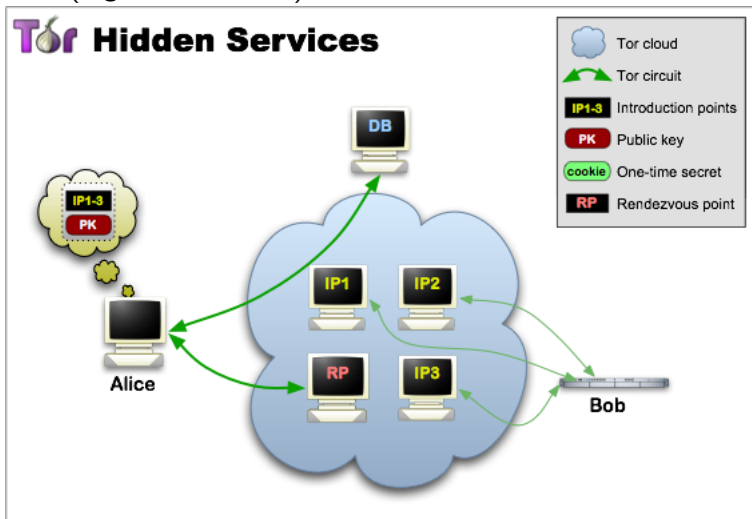 Tor Hidden Services
Tor cloud
Tor circuit
IP1-3 Introduction points
PK Public key
cookie One-time secret
RP Rendezvous point
DB
IP1-3
PK
IP1
IP2
RP
IP3
Alice
Bob